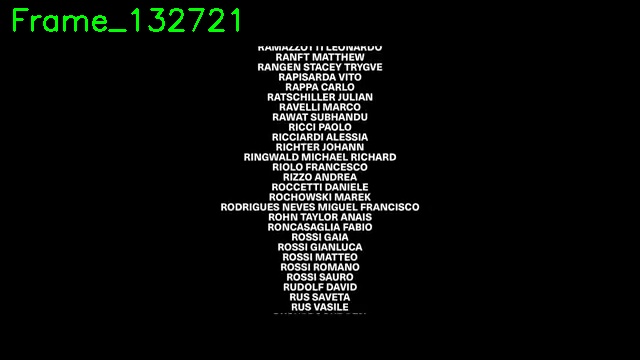 Frame_132721
RAMAZZOTTI LEONARDO
RANFT MATTHEW
RANGEN STACEY TRYGVE
RAPISARDA VITO
RAPPA CARLO
RATSCHILLER JULIAN
RAVELLI MARCO
RAWAT SUBHANDU
RICCI PAOLO
RICCIARDI ALESSIA
RICHTER JOHANN
RINGWALD MICHAEL RICHARD
RIOLO FRANCESCO
RIZZO ANDREA
ROCCETTI DANIELE
ROCHOWSKI MAREK
RODRIGUES NEVES MIGUEL FRANCISCO
ROHN TAYLOR ANAIS
RONCASAGLIA FABIO
ROSSI GAIA
ROSSI GIANLUCA
ROSSI MATTEO
ROSSI ROMANO
ROSSI SAURO
RUDOLF DAVID
RUS SAVETA
RUS VASILE